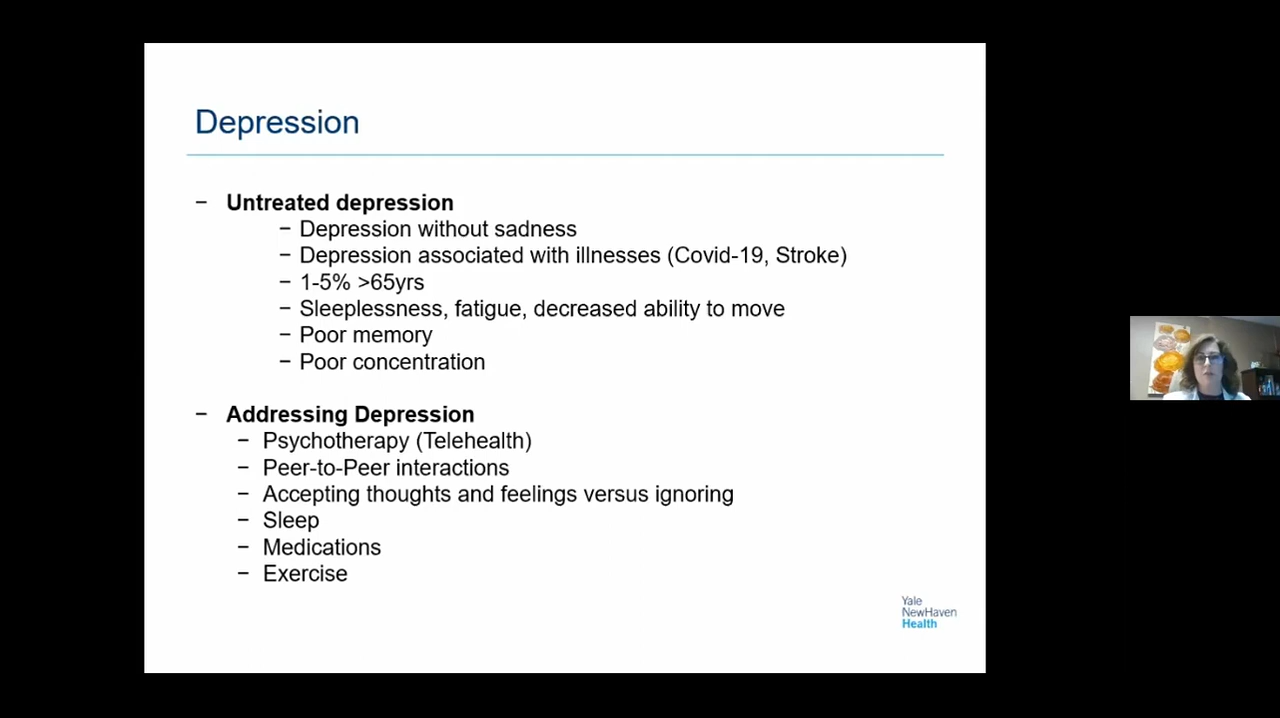 Depression
− Untreated depression
− Depression without sadness
− Depression associated with illnesses (Covid-19, Stroke)
− 1-5% >65yrs
− Sleeplessness, fatigue, decreased ability to move
− Poor memory
− Poor concentration
− Addressing Depression
− Psychotherapy (Telehealth)
− Peer-to-Peer interactions
− Accepting thoughts and feelings versus ignoring
− Sleep
− Medications
− Exercise
Yale
NewHaven
Health